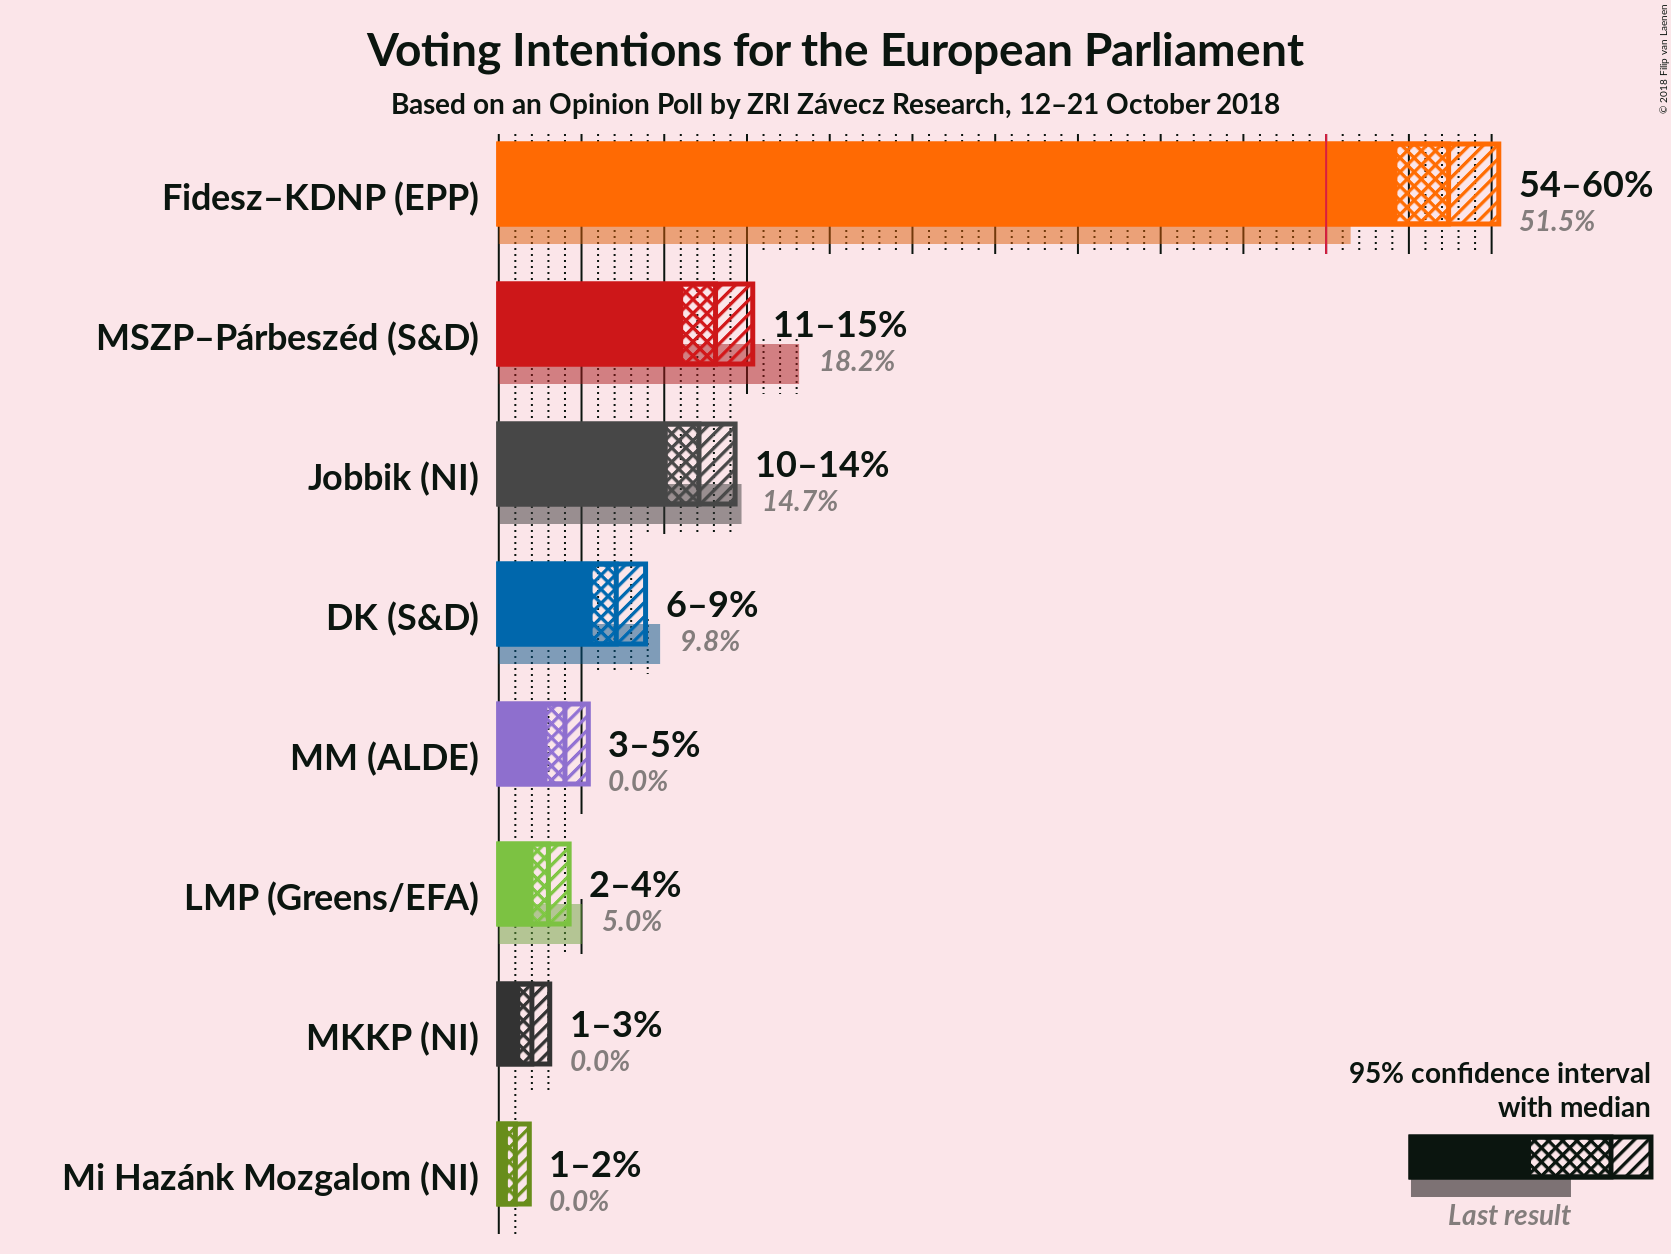 Voting Intentions for the European Parliament
Based on an Opinion Poll by ZRI Závecz Research, 12–21 October 2018
© 2018 Filip van Laenen
Fidesz–KDNP (EPP)
54–60%
51.5%
MSZP–Párbeszéd (S&D)
11–15%
18.2%
Jobbik (NI)
10–14%
14.7%
DK (S&D)
6–9%
9.8%
MM (ALDE)
3–5%
0.0%
LMP (Greens/EFA)
2–4%
5.0%
MKKP (NI)
1–3%
0.0%
Mi Hazánk Mozgalom (NI)
1–2%
0.0%
95% confidence interval
with median
Last result